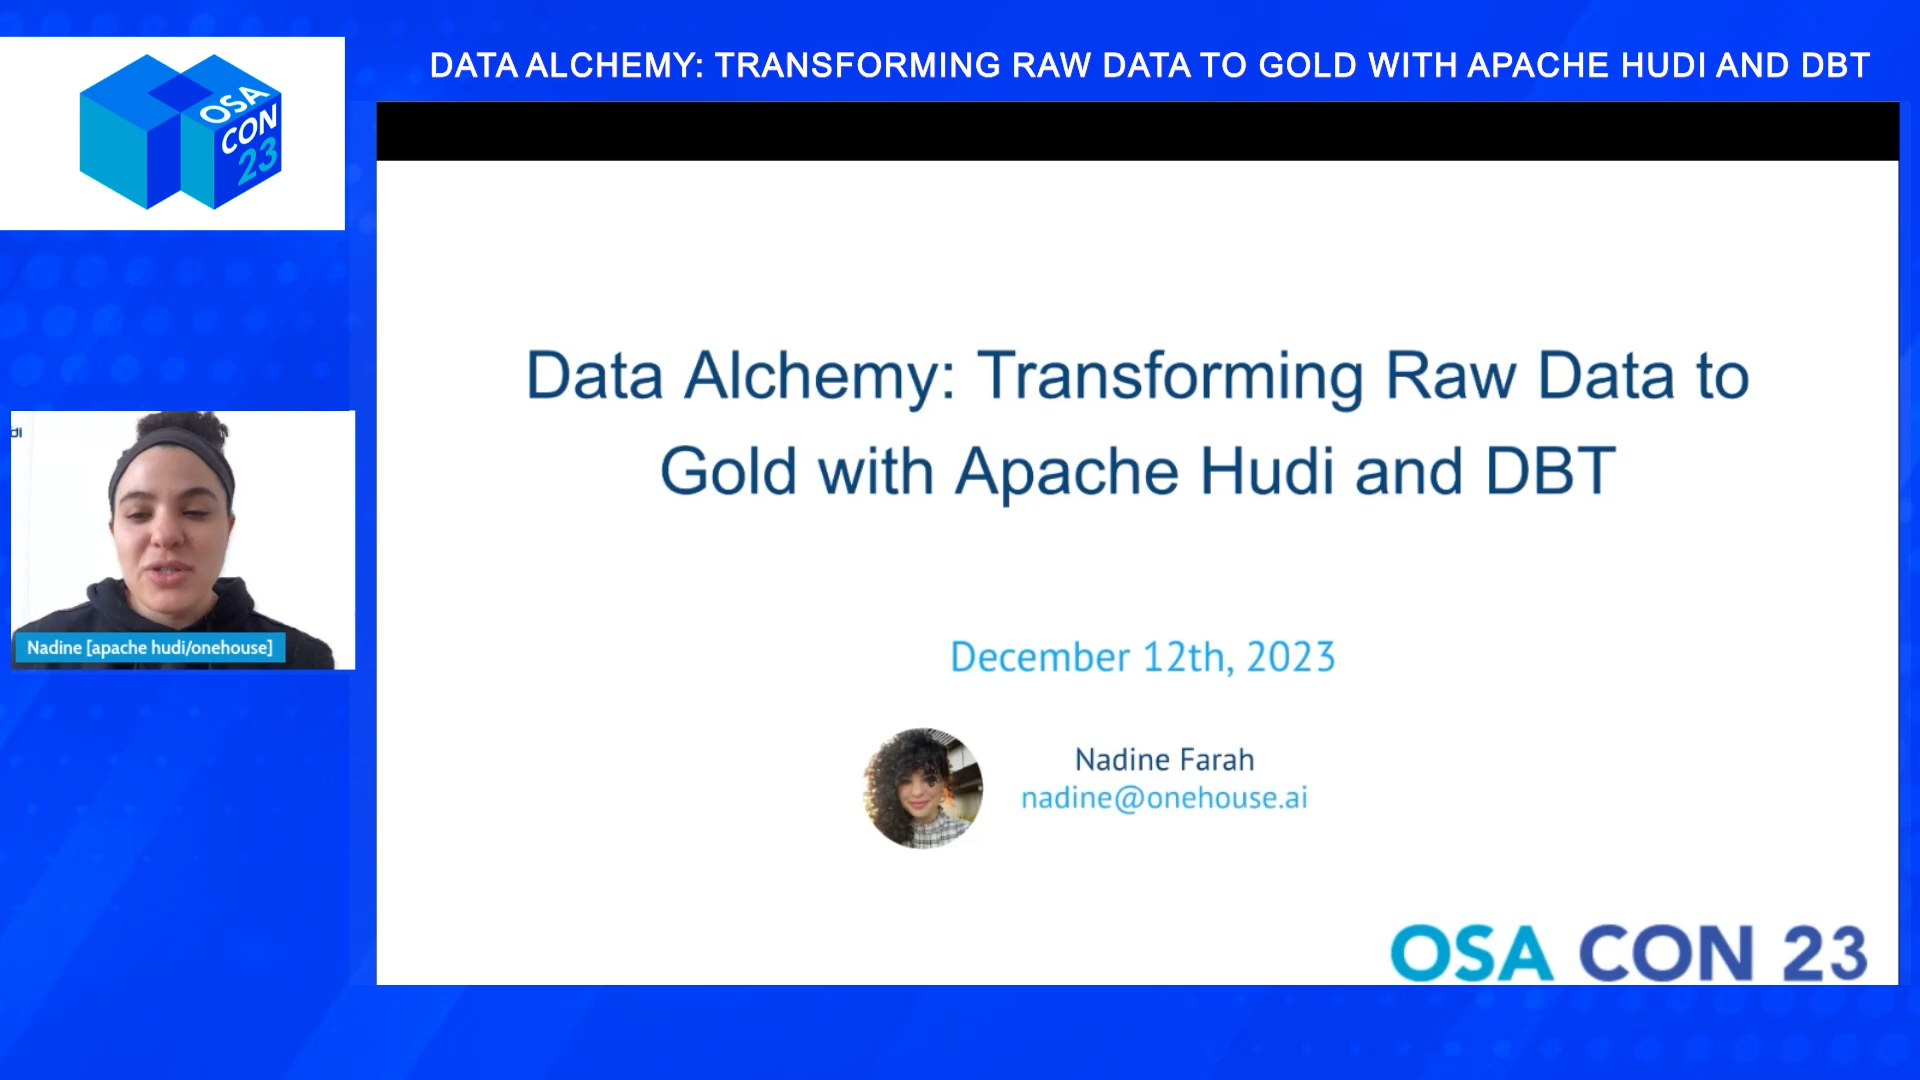 DATA ALCHEMY: TRANSFORMING RAW DATA TO GOLD WITH APACHE HUDI AND DBT
OSA
CON
23
Data Alchemy: Transforming Raw Data to
Gold with Apache Hudi and DBT
December 12th, 2023
Nadine Farah
nadine@onehouse.ai
di
Nadine [apache hudi/onehouse]
OSA CON 23